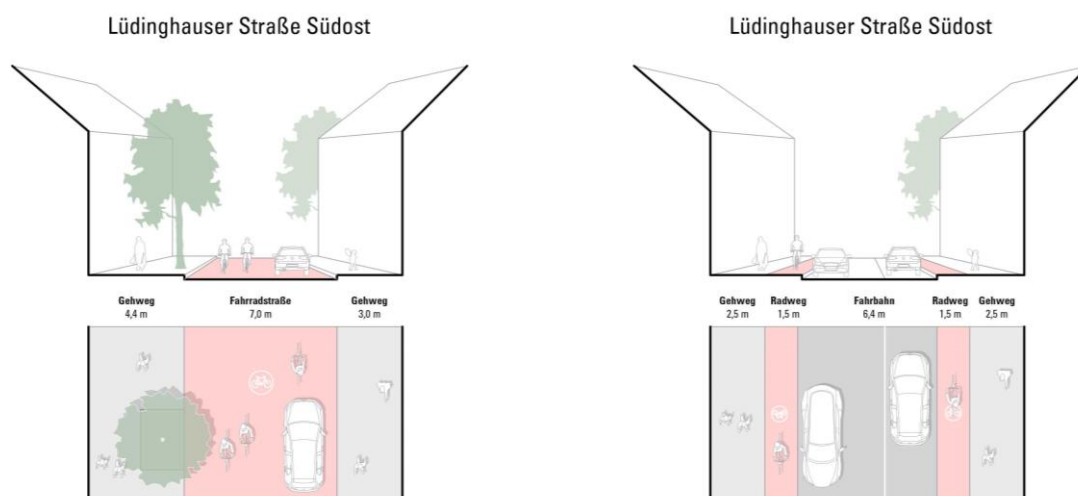 Lüdinghauser Straße Südost
Gehweg
4,4 m
Fahrradstraße
7,0 m
Gehweg
3,0 m
Lüdinghauser Straße Südost
Gehweg
2,5 m
Radweg
1,5 m
Fahrbahn
6,4 m
Radweg
1,5 m
Gehweg
2,5 m